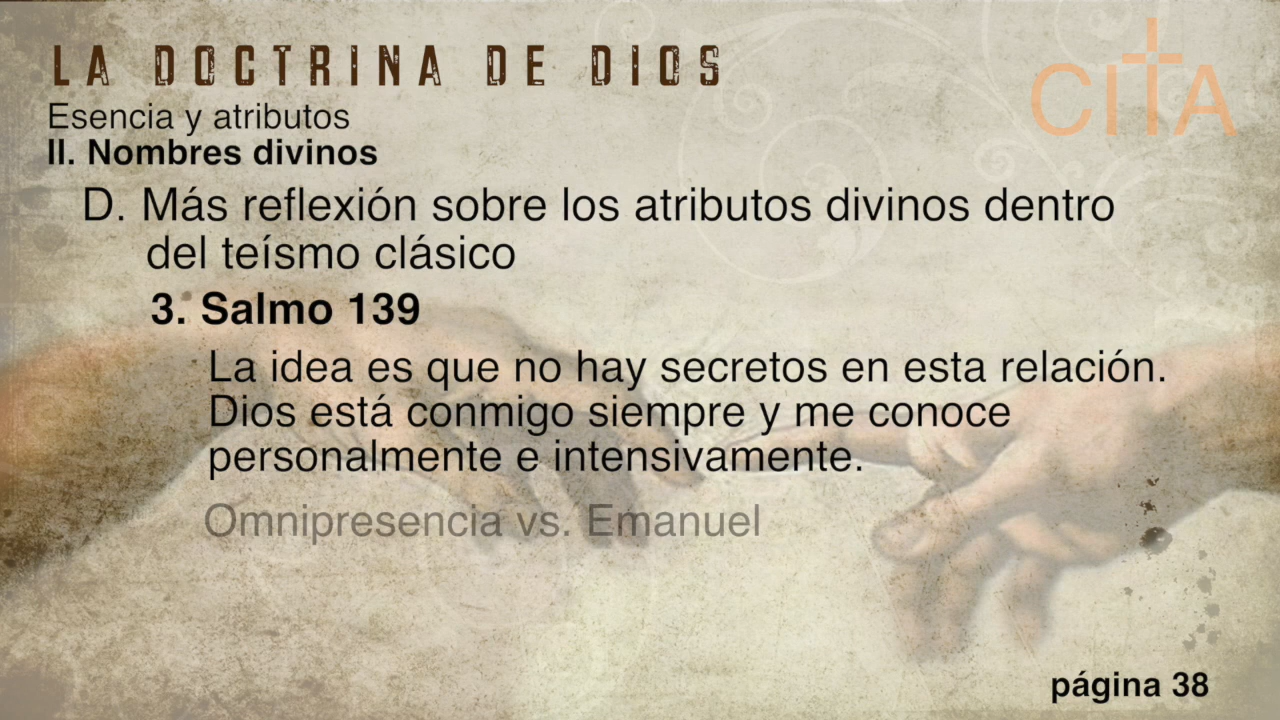 LA DOCTRINA DE DIOS
CITA
Esencia y atributos
II. Nombres divinos
D. Más reflexión sobre los atributos divinos dentro
del teísmo clásico
3. Salmo 139
La idea es que no hay secretos en esta relación.
Dios está conmigo siempre y me conoce
personalmente e intensivamente.
Omnipresencia vs. Emanuel
página 38